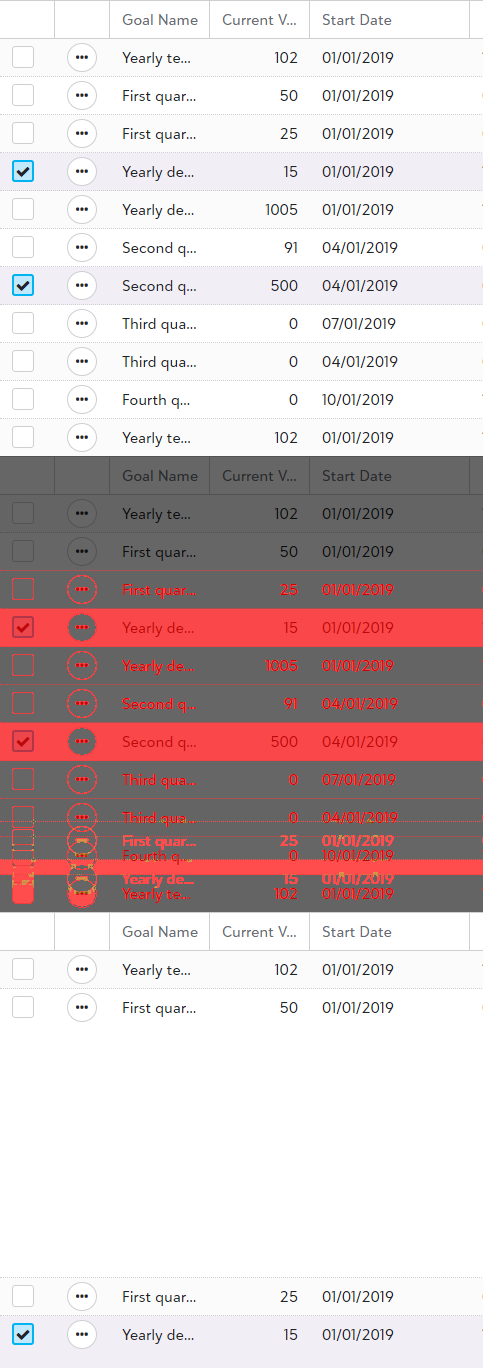 Goal Name Current V... Start Date
Yearly te... 102 01/01/2019
First quar... 50 01/01/2019
First quar... 25 01/01/2019
Yearly de... 15 01/01/2019
Yearly de... 1005 01/01/2019
Second q... 91 04/01/2019
Second q... 500 04/01/2019
Third qua... 0 07/01/2019
Third qua... 0 04/01/2019
Fourth q... 0 10/01/2019
Yearly te... 102 01/01/2019
Goal Name Current V... Start Date
Yearly te... 102 01/01/2019
First quar... 50 01/01/2019
First quar... 25 01/01/2019
Yearly de... 15 01/01/2019
Yearly de... 1005 01/01/2019
Second q... 91 04/01/2019
Second q... 500 04/01/2019
Third qua... 0 07/01/2019
Third qua... 0 04/01/2019
First quar... 25 01/01/2019
Fourth q... 0 10/01/2019
Yearly de... 15 01/01/2019
Yearly te... 102 01/01/2019
Goal Name Current V... Start Date
Yearly te... 102 01/01/2019
First quar... 50 01/01/2019
First quar... 25 01/01/2019
Yearly de... 15 01/01/2019